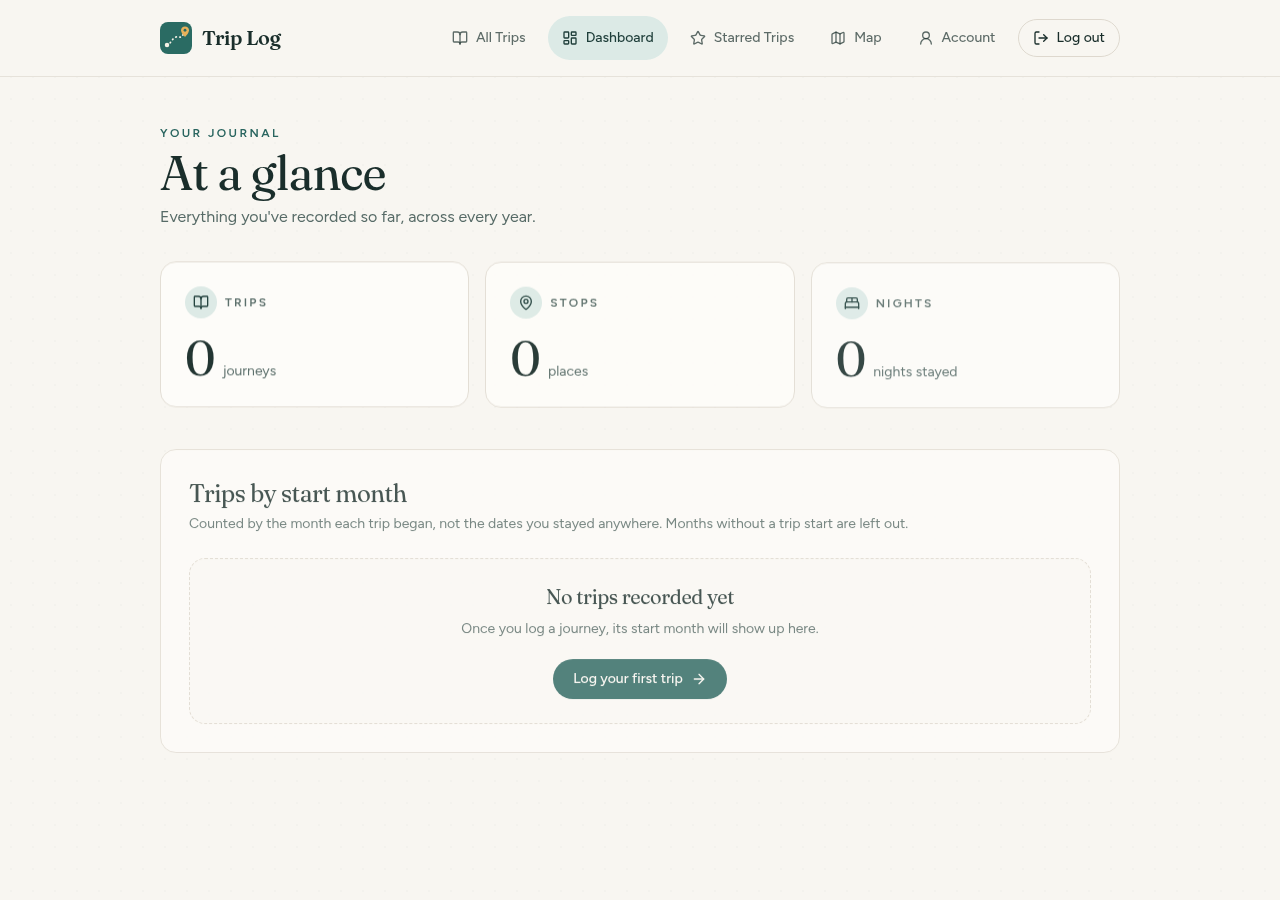 Trip Log
All Trips
Dashboard
Starred Trips
Map
Account
Log out
YOUR JOURNAL
At a glance
Everything you've recorded so far, across every year.
TRIPS
0 journeys
STOPS
0 places
NIGHTS
0 nights stayed
Trips by start month
Counted by the month each trip began, not the dates you stayed anywhere. Months without a trip start are left out.
No trips recorded yet
Once you log a journey, its start month will show up here.
Log your first trip